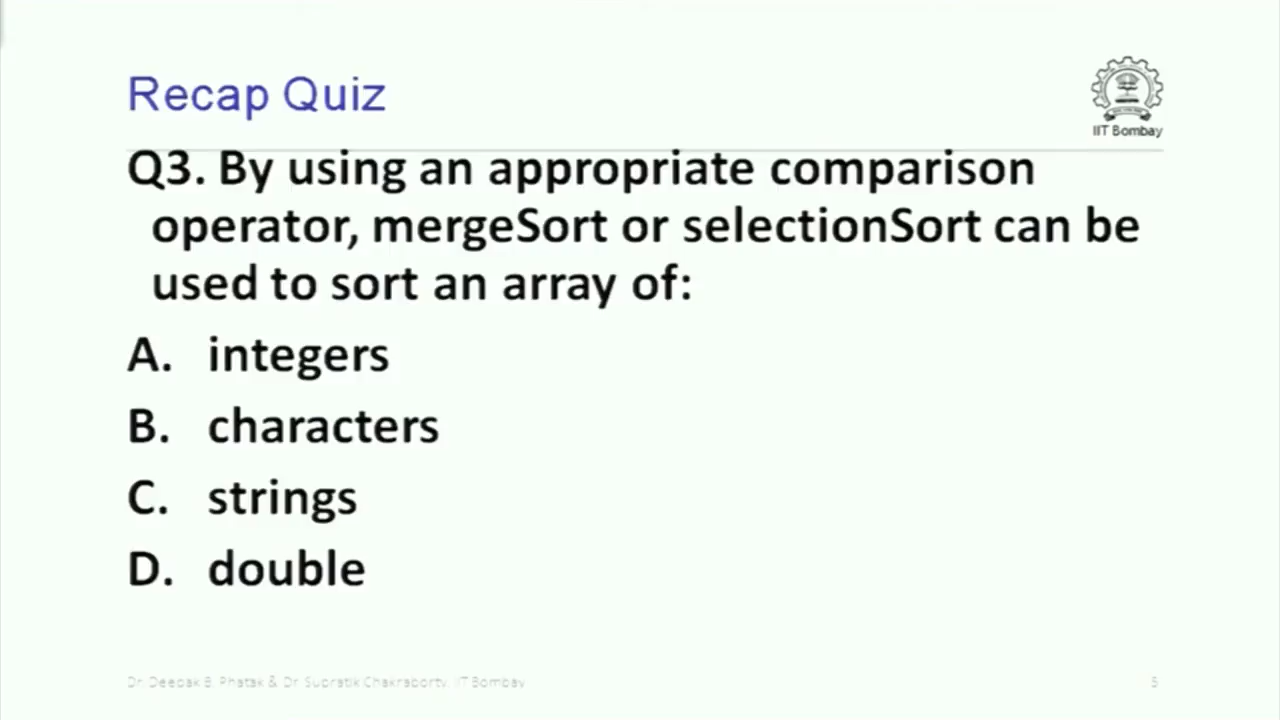 Recap Quiz
IIT Bombay
Q3. By using an appropriate comparison
operator, mergeSort or selectionSort can be
used to sort an array of:
A. integers
B. characters
C. strings
D. double
Dr. Deepak B. Phatak & Dr. Supratik Chakraborty, IIT Bombay
5